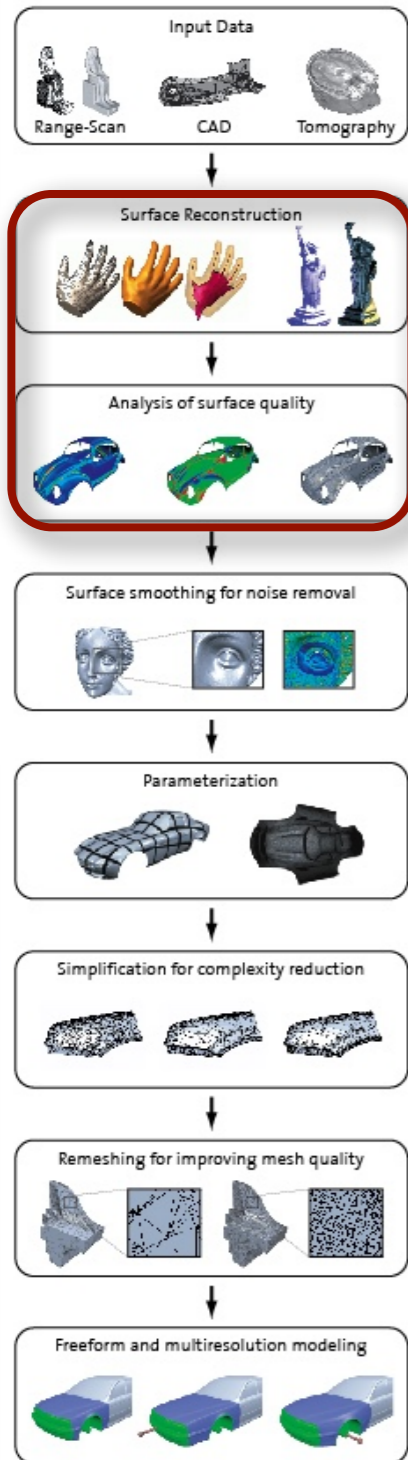 Input Data
Range-Scan CAD Tomography
Surface Reconstruction
Analysis of surface quality
Surface smoothing for noise removal
Parameterization
Simplification for complexity reduction
Remeshing for improving mesh quality
Freeform and multiresolution modeling